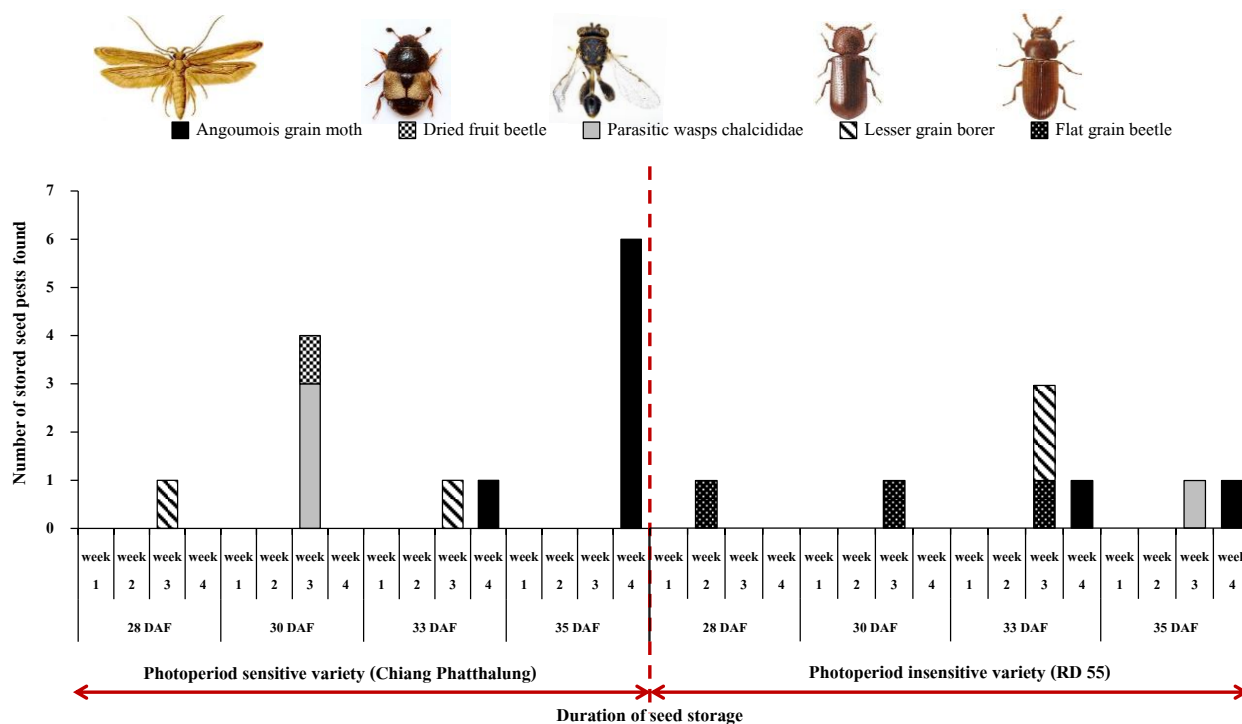 Angoumois grain moth Dried fruit beetle Parasitic wasps chalcididae Lesser grain borer Flat grain beetle
Number of stored seed pests found
7
6
5
4
3
2
1
0
week week week week week week week week week week week week week week week week week week week week week week week week week week week week week week week week
1 2 3 4 1 2 3 4 1 2 3 4 1 2 3 4 1 2 3 4 1 2 3 4 1 2 3 4 1 2 3 4
28 DAF 30 DAF 33 DAF 35 DAF 28 DAF 30 DAF 33 DAF 35 DAF
Photoperiod sensitive variety (Chiang Phatthalung) Photoperiod insensitive variety (RD 55)
Duration of seed storage